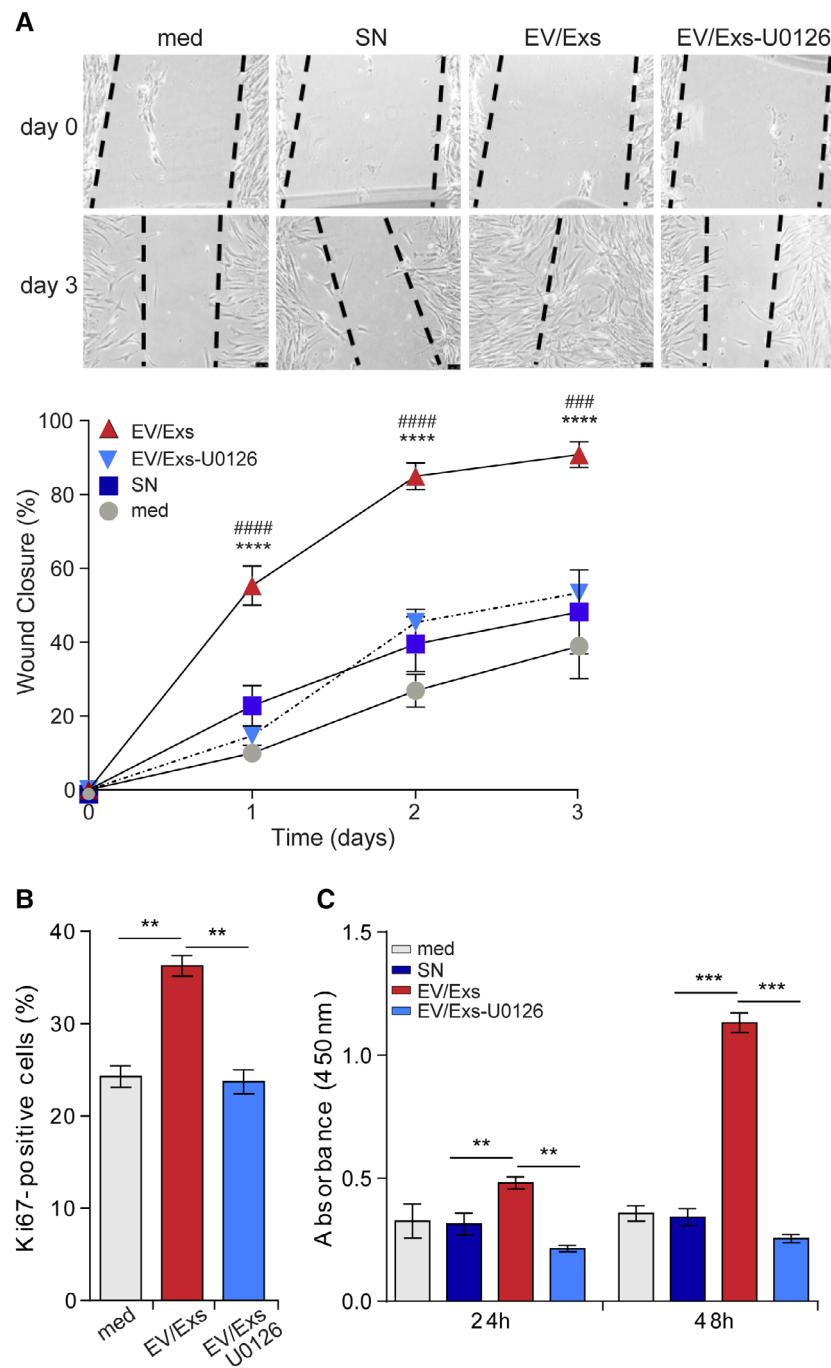 A
med SN EV/Exs EV/Exs-U0126
day 0
day 3
100
80
60
40
20
0
Wound Closure (%)
EV/Exs
EV/Exs-U0126
SN
med
####
****
####
****
###
****
0 1 2 3
Time (days)
B
40
30
20
10
0
Ki67-positive cells (%)
** **
med EV/Exs EV/Exs U0126
C
1.5
1.0
0.5
0.0
Absorbance (450nm)
med
SN
EV/Exs
EV/Exs-U0126
** **
*** ***
24h 48h